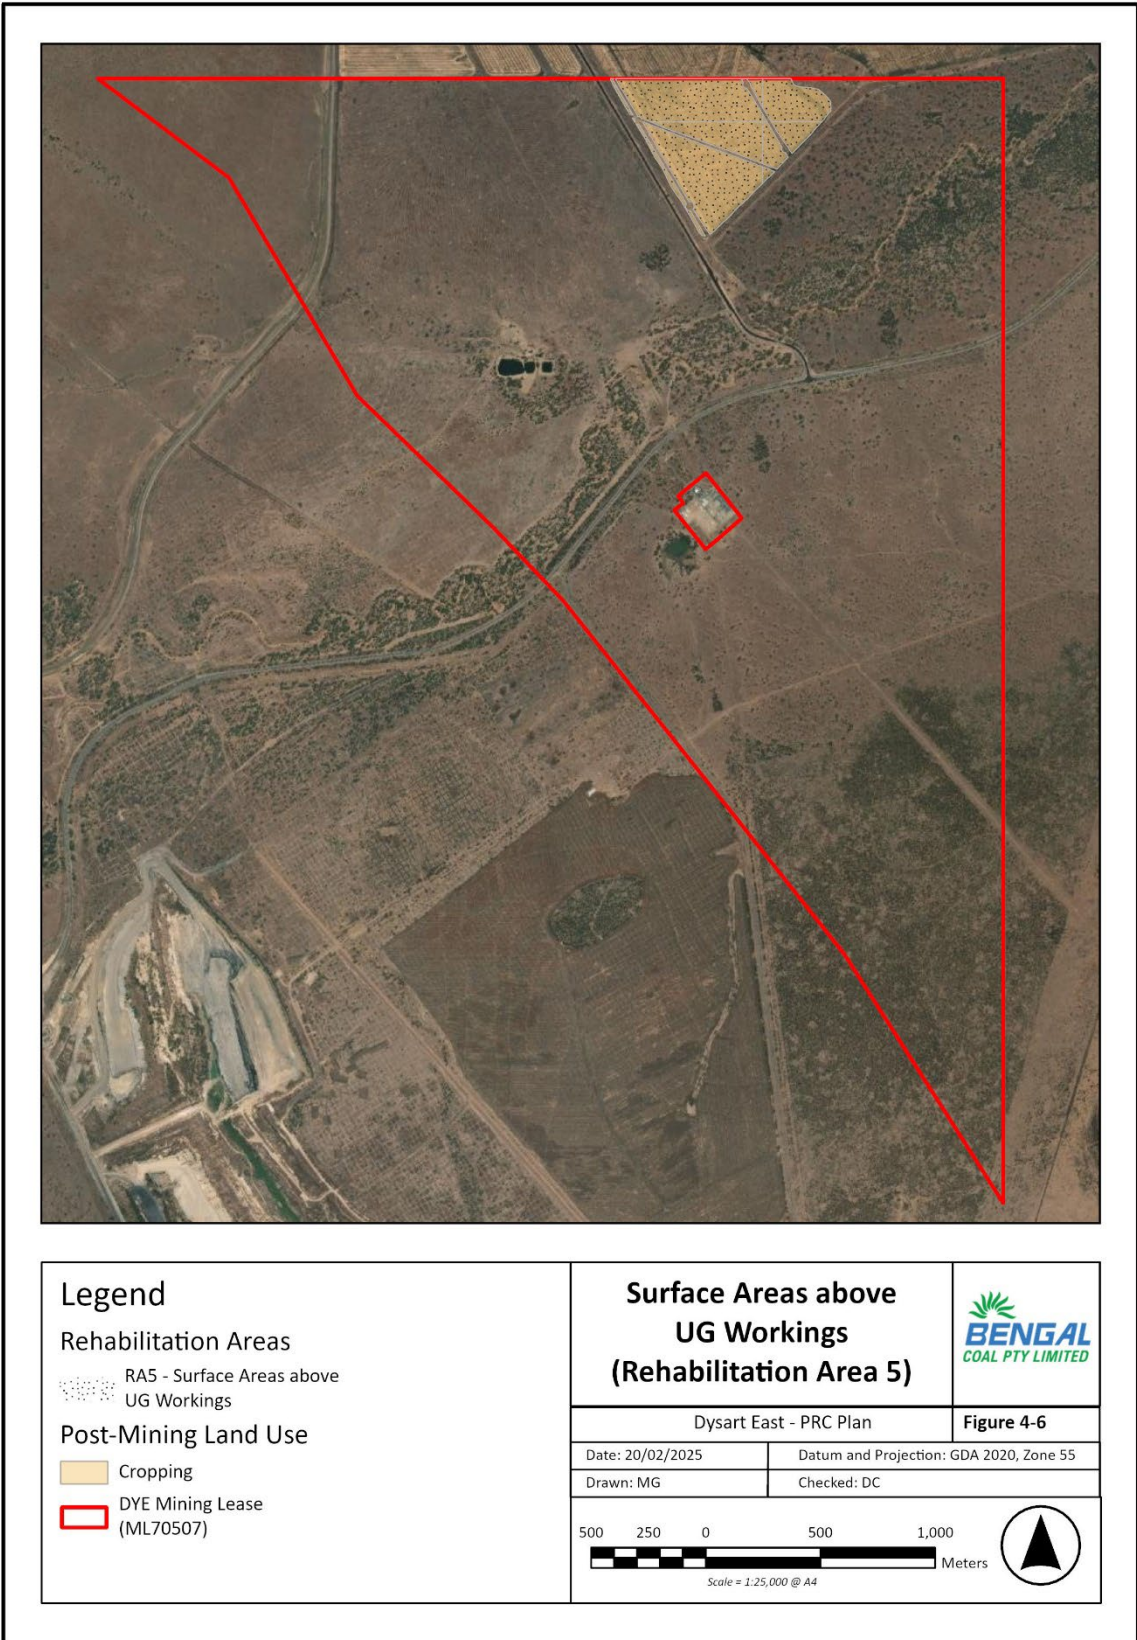 Legend
Rehabilitation Areas
RA5 - Surface Areas above
UG Workings
Post-Mining Land Use
Cropping
DYE Mining Lease
(ML70507)
Surface Areas above
UG Workings
(Rehabilitation Area 5)
BENGAL
COAL PTY LIMITED
Dysart East - PRC Plan
Figure 4-6
Date: 20/02/2025
Datum and Projection: GDA 2020, Zone 55
Drawn: MG
Checked: DC
500 250 0 500 1,000
Meters
Scale = 1:25,000 @ A4